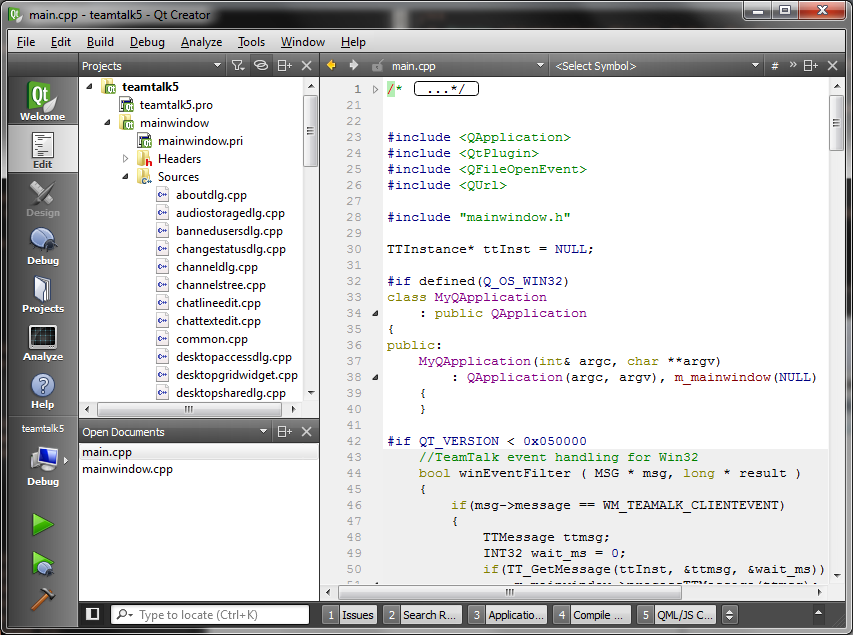 main.cpp - teamtalk5 - Qt Creator
File Edit Build Debug Analyze Tools Window Help
Projects
main.cpp
<Select Symbol>
#
Qt
Welcome
Edit
Design
Debug
Projects
Analyze
Help
teamtalk5
Debug
teamtalk5
teamtalk5.pro
mainwindow
mainwindow.pri
Headers
Sources
aboutdlg.cpp
audiostoragedlg.cpp
bannedusersdlg.cpp
changestatusdlg.cpp
channeldlg.cpp
channelstree.cpp
chatlineedit.cpp
chattextedit.cpp
common.cpp
desktopaccessdlg.cpp
desktopgridwidget.cpp
desktopsharedlg.cpp
Open Documents
main.cpp
mainwindow.cpp
1 /* ...*/
21
22
23 #include <QApplication>
24 #include <QtPlugin>
25 #include <QFileOpenEvent>
26 #include <QUrl>
27
28 #include "mainwindow.h"
29
30 TTInstance* ttInst = NULL;
31
32 #if defined(Q_OS_WIN32)
33 class MyQApplication
34 : public QApplication
35 {
36 public:
37 MyQApplication(int& argc, char **argv)
38 : QApplication(argc, argv), m_mainwindow(NULL)
39 {
40 }
41
42 #if QT_VERSION < 0x050000
43 //TeamTalk event handling for Win32
44 bool winEventFilter ( MSG * msg, long * result )
45 {
46 if(msg->message == WM_TEAMALK_CLIENTEVENT)
47 {
48 TTMessage ttmsg;
49 INT32 wait_ms = 0;
50 if(TT_GetMessage(ttInst, &ttmsg, &wait_ms))
Type to locate (Ctrl+K)
1 Issues
2 Search R...
3 Applicatio...
4 Compile ...
5 QML/JS C...